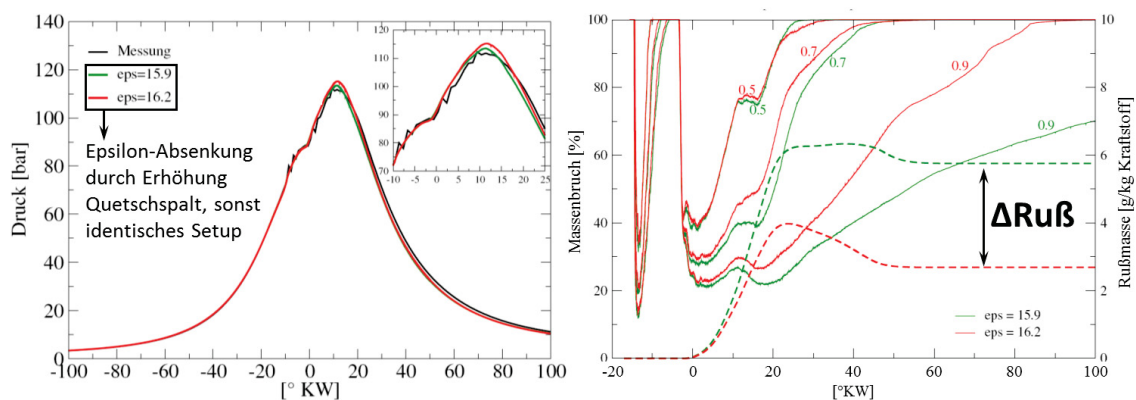 140
120
100
80
60
40
20
0
Druck [bar]
Messung
eps=15.9
eps=16.2
Epsilon-Absenkung
durch Erhöhung
Quetschspalt, sonst
identisches Setup
120
110
100
90
80
70
-10 -5 0 5 10 15 20 25
-100 -80 -60 -40 -20 0 20 40 60 80 100
[° KW]
100
80
60
40
20
0
Massenbruch [%]
0.5
0.5
0.7
0.7
0.9
0.9
ΔRuß
eps = 15.9
eps = 16.2
10
8
6
4
2
0
Rußmasse [g/kg Kraftstoff]
-20 0 20 40 60 80 100
[°KW]